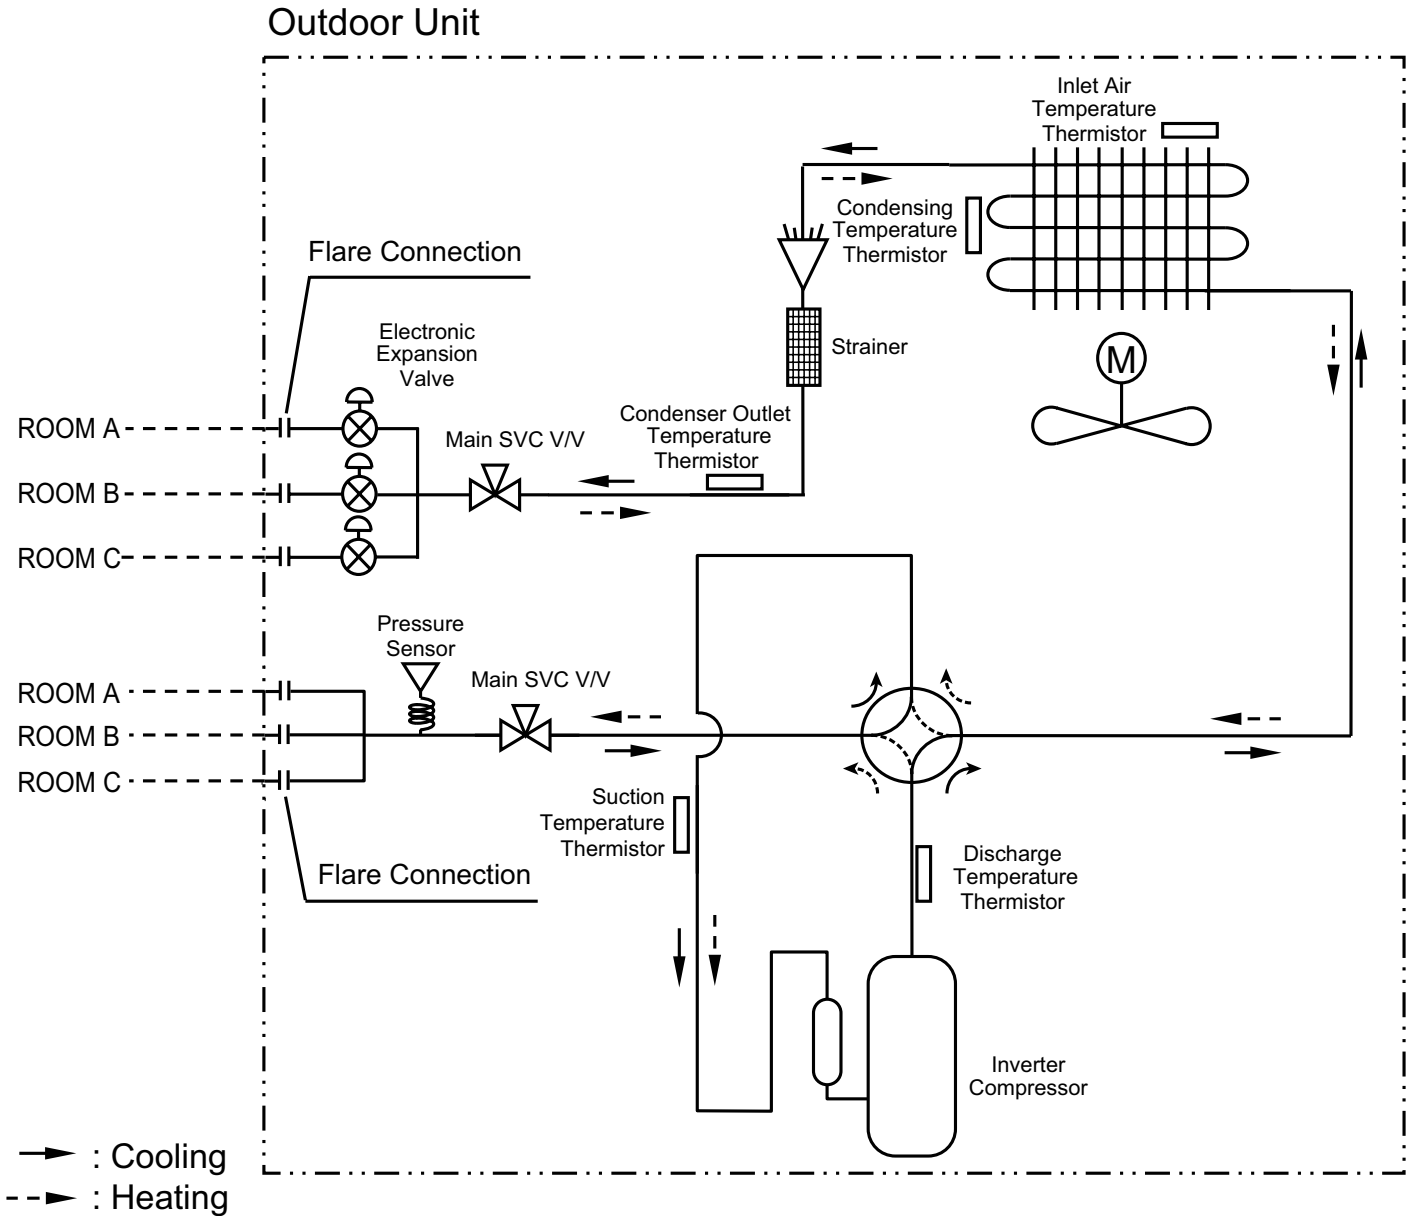 Outdoor Unit
Inlet Air
Temperature
Thermistor
Condensing
Temperature
Thermistor
Flare Connection
Electronic
Expansion
Valve
Strainer
M
Condenser Outlet
Temperature
Thermistor
Main SVC V/V
ROOM A
ROOM B
ROOM C
Pressure
Sensor
Main SVC V/V
ROOM A
ROOM B
ROOM C
Suction
Temperature
Thermistor
Flare Connection
Discharge
Temperature
Thermistor
Inverter
Compressor
: Cooling
: Heating